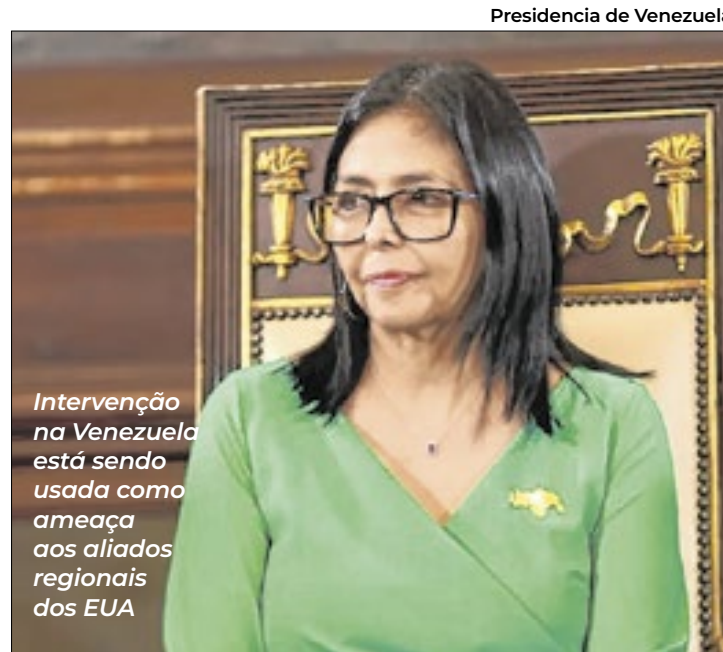 Presidencia de Venezuela
Intervenção
na Venezuela
está sendo
usada como
ameaça
aos aliados
regionais
dos EUA